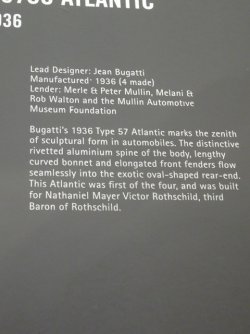 ATLANTIC
1936
Lead Designer: Jean Bugatti
Manufactured: 1936 (4 made)
Lender: Merle & Peter Mullin, Melani &
Rob Walton and the Mullin Automotive
Museum Foundation
Bugatti's 1936 Type 57 Atlantic marks the zenith
of sculptural form in automobiles. The distinctive
rivetted aluminium spine of the body, lengthy
curved bonnet and elongated front fenders flow
seamlessly into the exotic oval-shaped rear-end.
This Atlantic was first of the four, and was built
for Nathaniel Mayer Victor Rothschild, third
Baron of Rothschild.